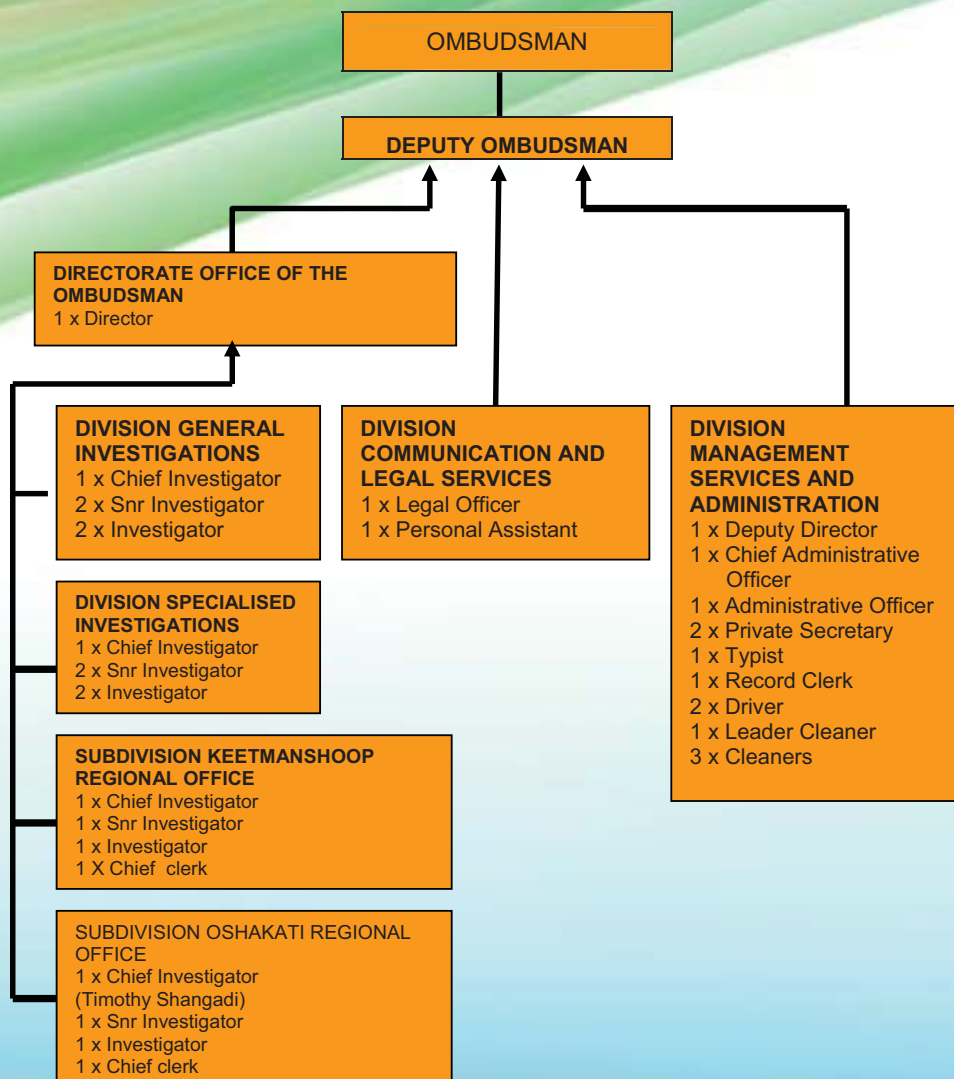 OMBUDSMAN
DEPUTY OMBUDSMAN
DIRECTORATE OFFICE OF THE
OMBUDSMAN
1 x Director
DIVISION GENERAL
INVESTIGATIONS
1 x Chief Investigator
2 x Snr Investigator
2 x Investigator
DIVISION
COMMUNICATION AND
LEGAL SERVICES
1 x Legal Officer
1 x Personal Assistant
DIVISION
MANAGEMENT
SERVICES AND
ADMINISTRATION
1 x Deputy Director
1 x Chief Administrative
Officer
1 x Administrative Officer
2 x Private Secretary
1 x Typist
1 x Record Clerk
2 x Driver
1 x Leader Cleaner
3 x Cleaners
DIVISION SPECIALISED
INVESTIGATIONS
1 x Chief Investigator
2 x Snr Investigator
2 x Investigator
SUBDIVISION KEETMANSHOOP
REGIONAL OFFICE
1 x Chief Investigator
1 x Snr Investigator
1 x Investigator
1 X Chief clerk
SUBDIVISION OSHAKATI REGIONAL
OFFICE
1 x Chief Investigator
(Timothy Shangadi)
1 x Snr Investigator
1 x Investigator
1 x Chief clerk